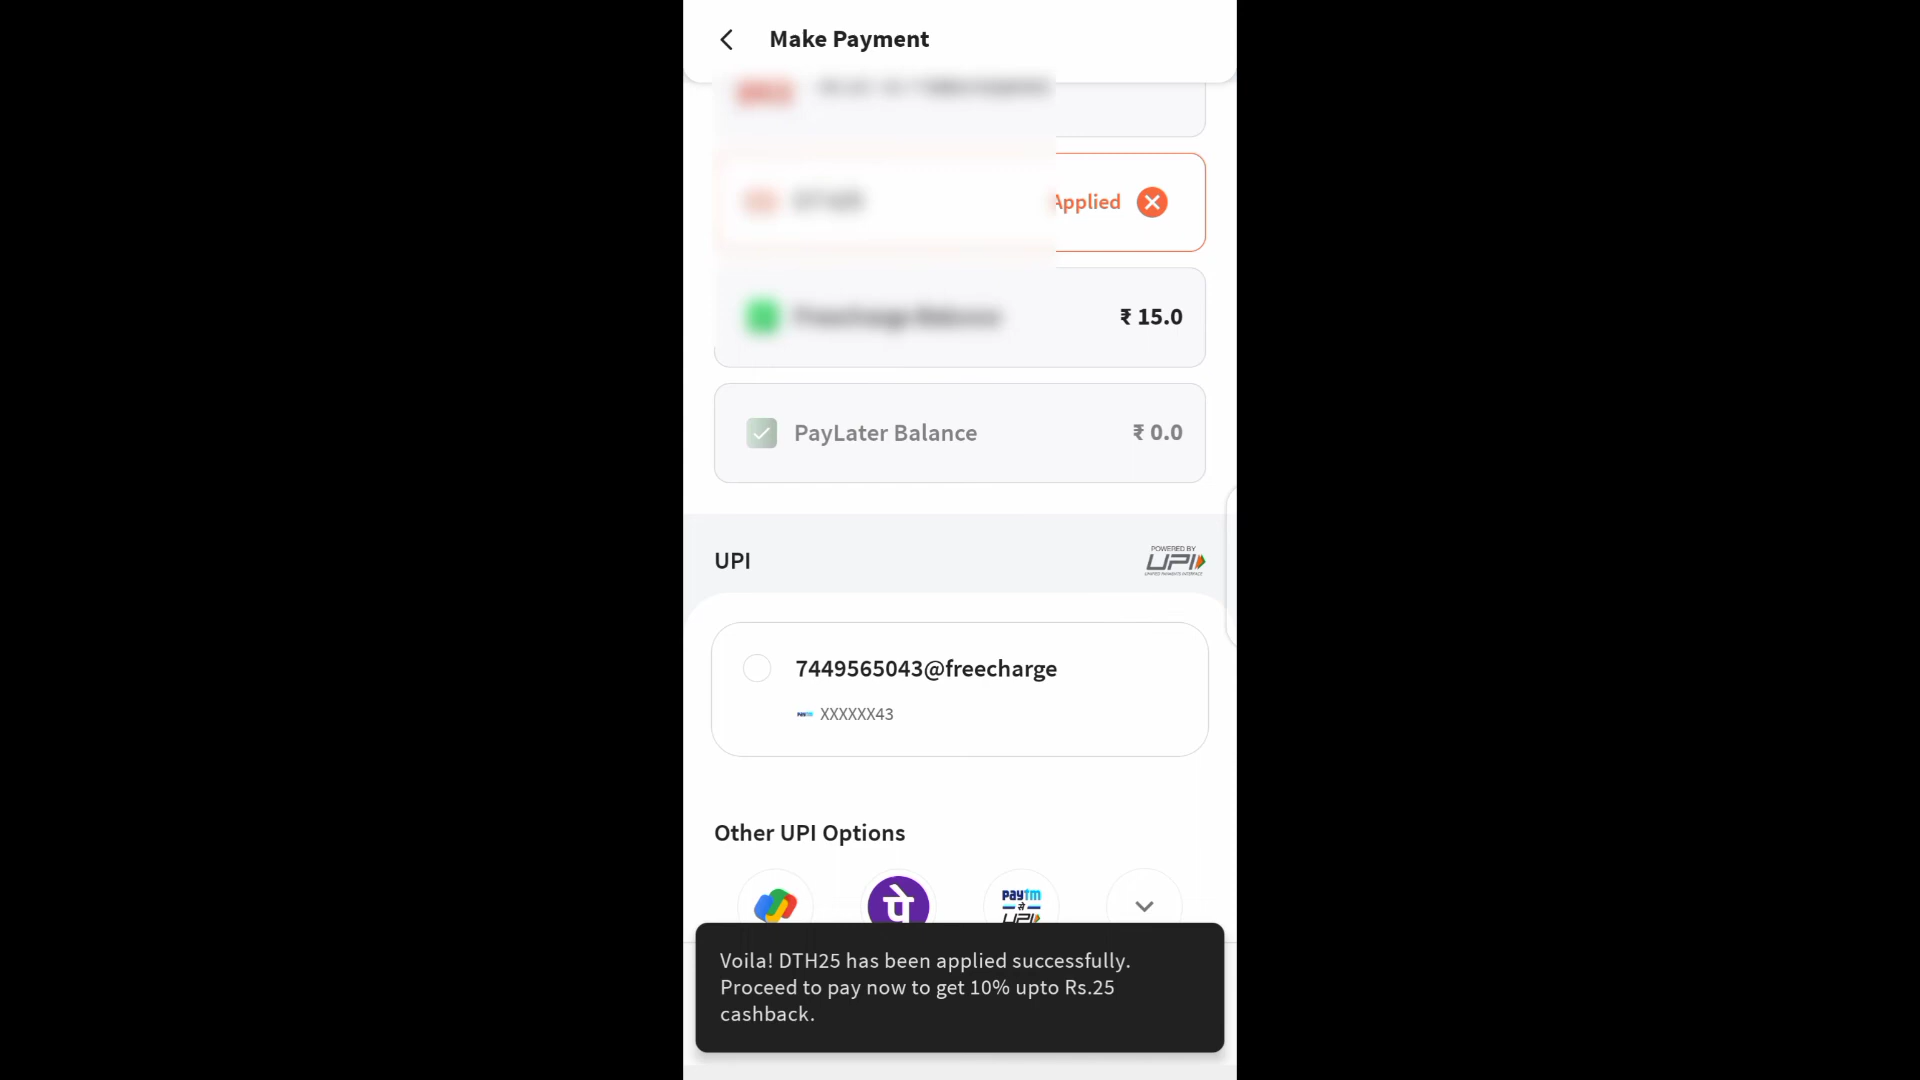 Make Payment
Applied
₹ 15.0
PayLater Balance
₹ 0.0
UPI
POWERED BY
UPI
UNIFIED PAYMENTS INTERFACE
7449565043@freecharge
XXXXXX43
Other UPI Options
पे
paytm
से
UPI
Voila! DTH25 has been applied successfully.
Proceed to pay now to get 10% upto Rs.25
cashback.